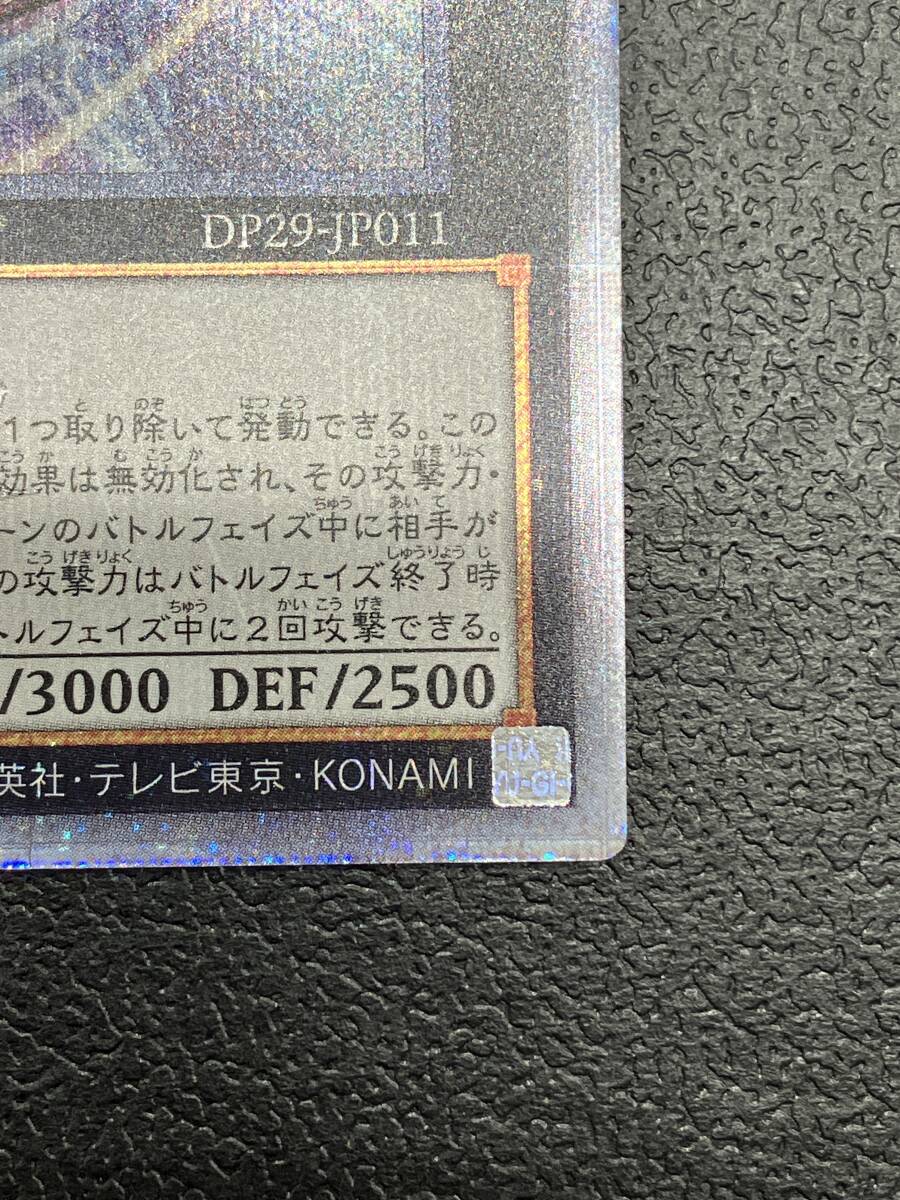 DP29-JP011
1つ取り除いて発動できる。この
効果は無効化され、その攻撃力・
ーンのバトルフェイズ中に相手が
の攻撃力はバトルフェイズ終了時
トルフェイズ中に2回攻撃できる。
/3000 DEF/2500
英社・テレビ東京・KONAMI